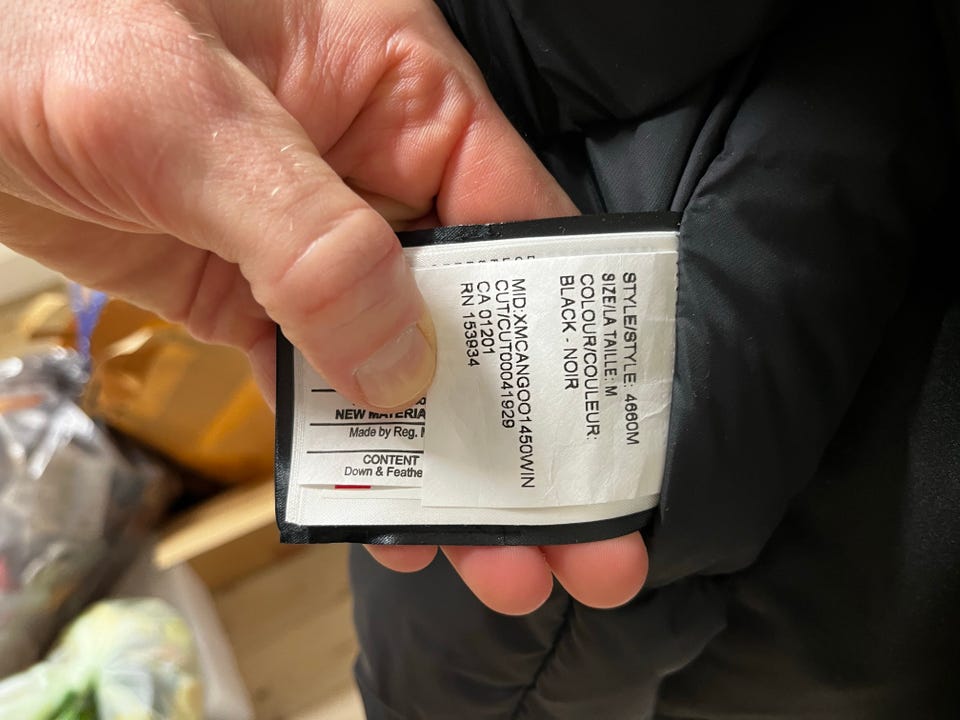 STYLE/STYLE: 4660M
SIZE/LA TAILLE: M
COLOUR/COULEUR:
BLACK - NOIR
MID:XMCANGOO1450WIN
CUT/CUT00041929
CA 01201
RN 153934
NEW MATERIA
Made by Reg.
CONTENT
Down & Feathe